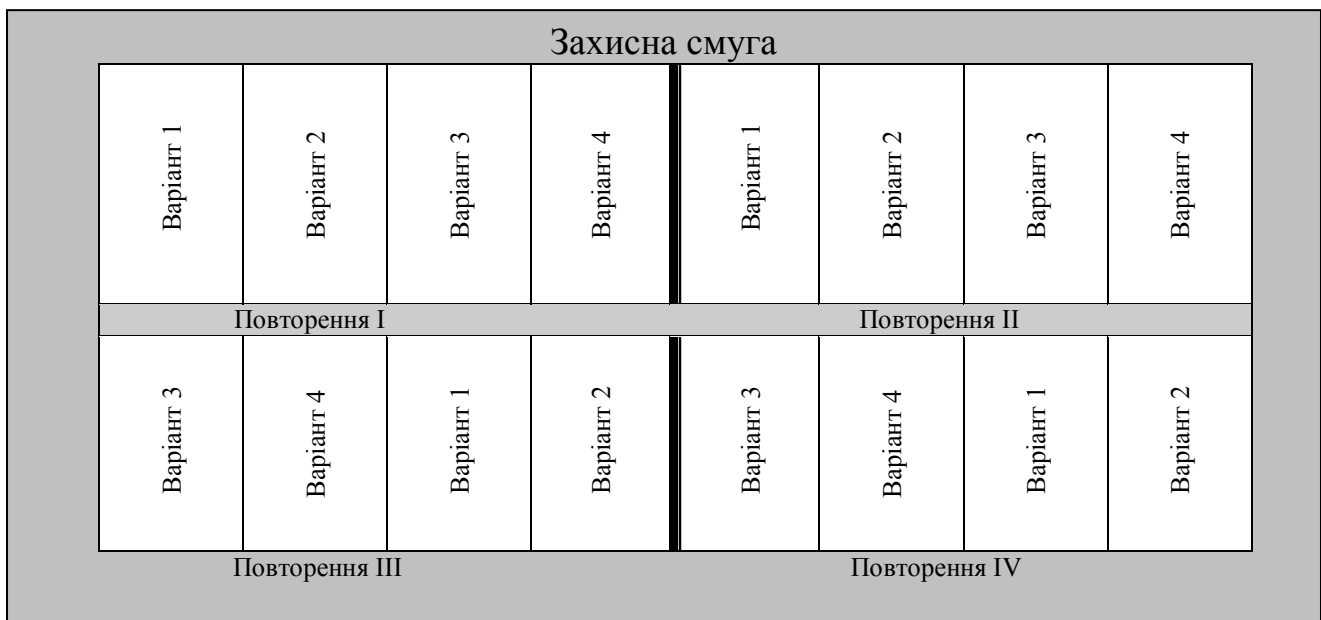 Захисна смуга
Варіант 1
Варіант 2
Варіант 3
Варіант 4
Варіант 1
Варіант 2
Варіант 3
Варіант 4
Повторення I
Повторення II
Варіант 3
Варіант 4
Варіант 1
Варіант 2
Варіант 3
Варіант 4
Варіант 1
Варіант 2
Повторення III
Повторення IV